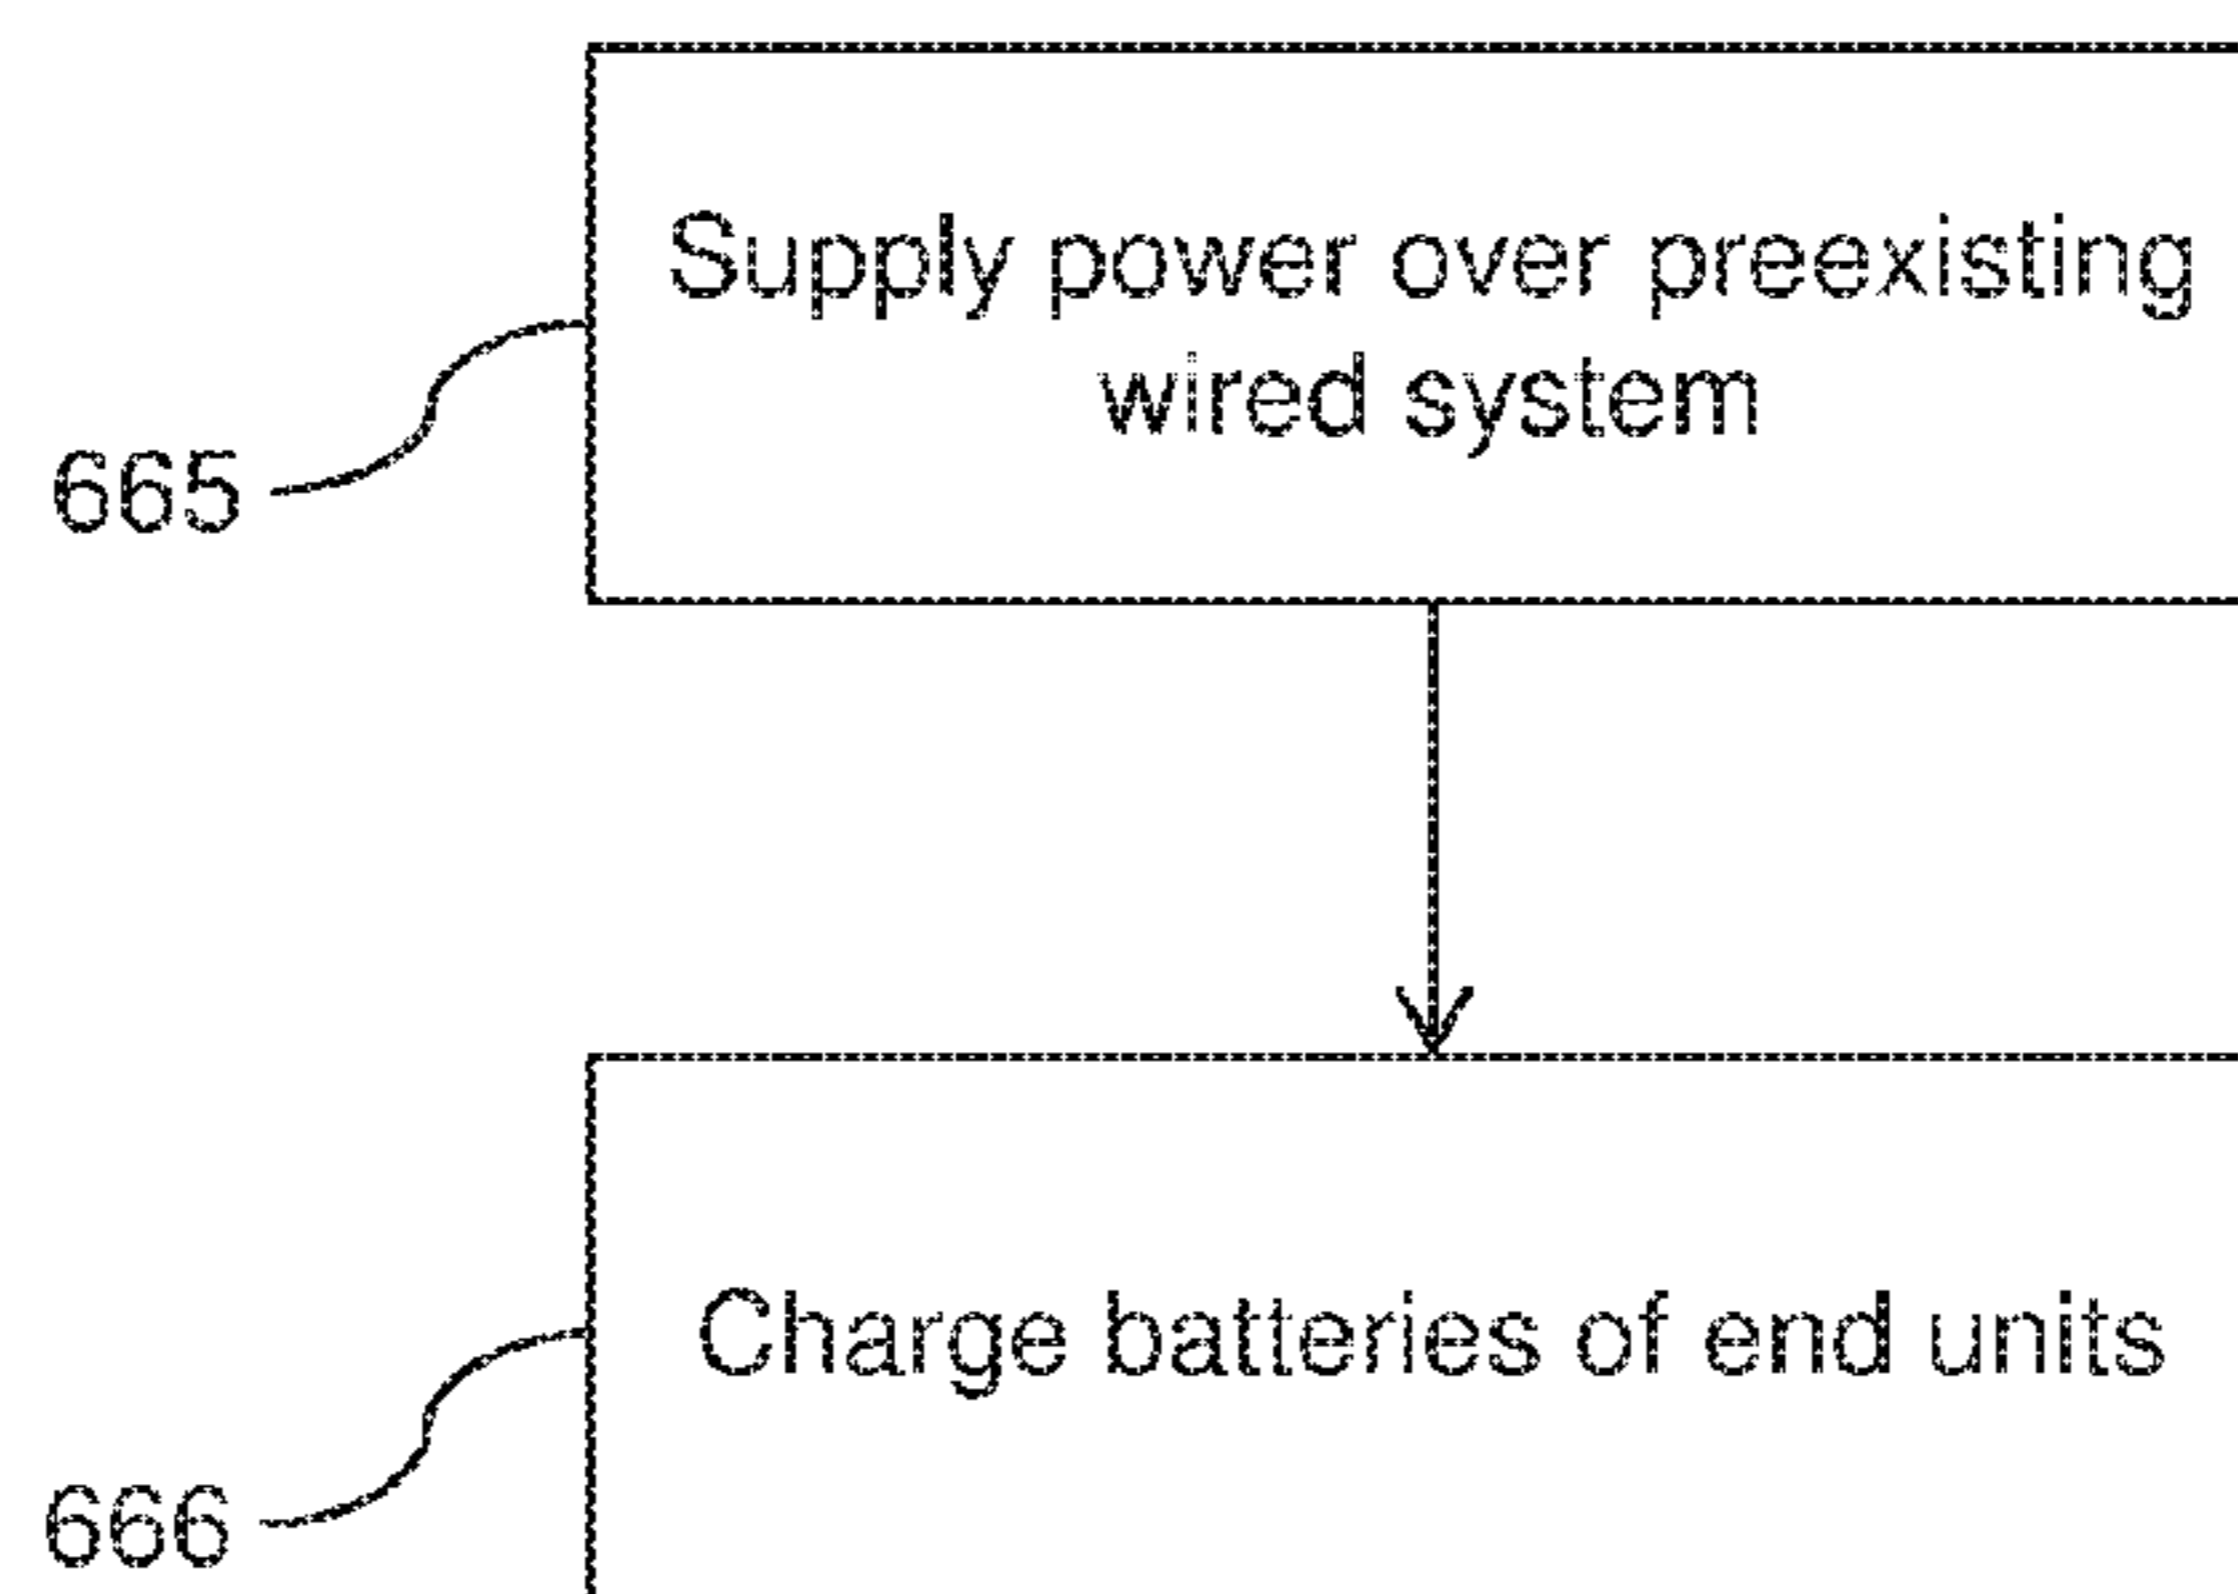 Supply power over preexisting
wired system
665
Charge batteries of end units
666